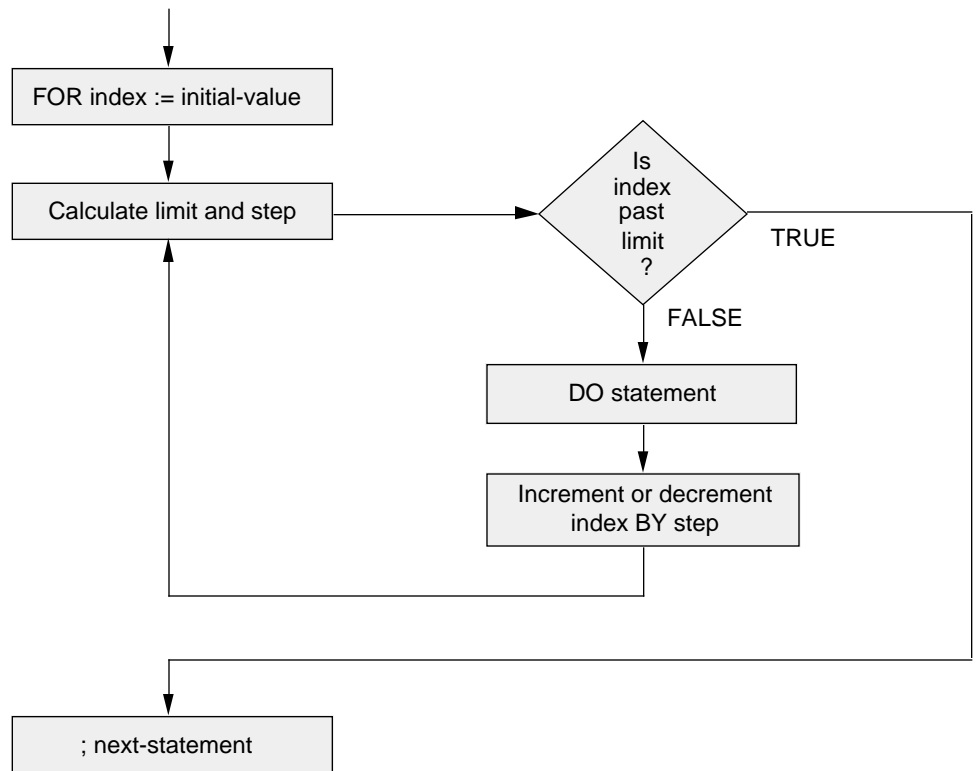 FOR index := initial-value
Calculate limit and step
Is
index
past
limit
?
TRUE
FALSE
DO statement
Increment or decrement
index BY step
; next-statement